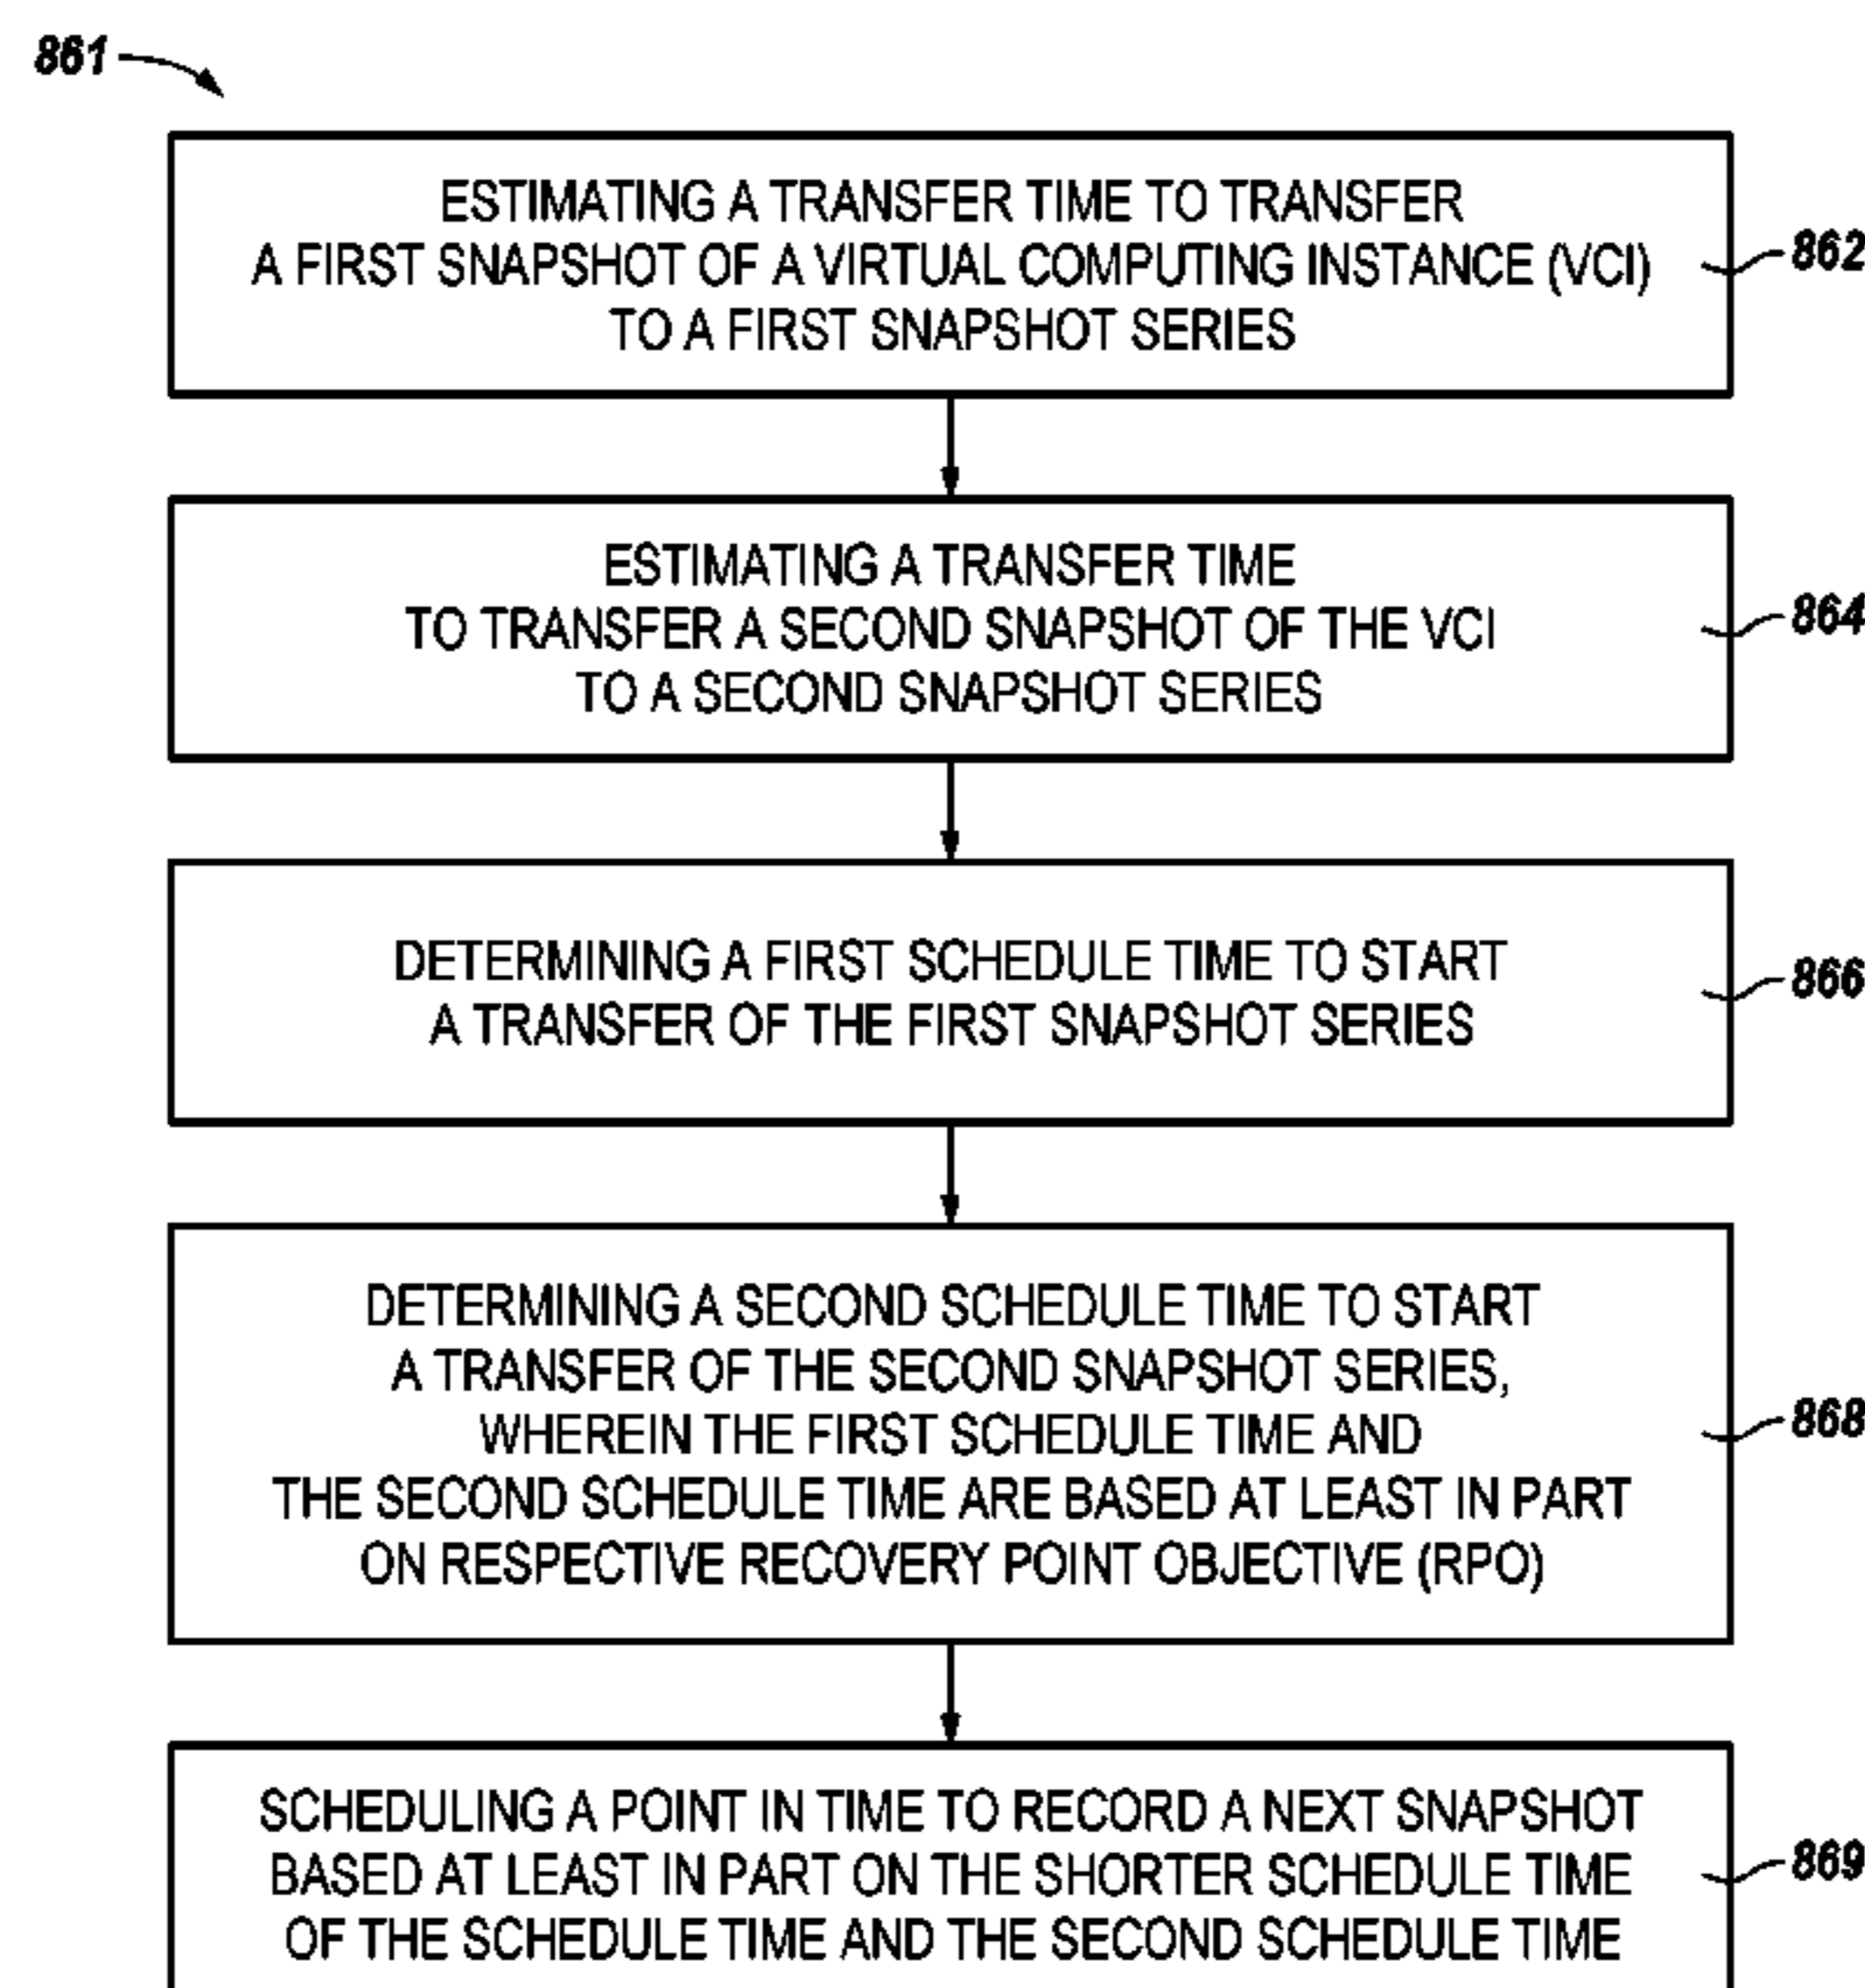 861
ESTIMATING A TRANSFER TIME TO TRANSFER
A FIRST SNAPSHOT OF A VIRTUAL COMPUTING INSTANCE (VCI)
TO A FIRST SNAPSHOT SERIES
862
ESTIMATING A TRANSFER TIME
TO TRANSFER A SECOND SNAPSHOT OF THE VCI
TO A SECOND SNAPSHOT SERIES
864
DETERMINING A FIRST SCHEDULE TIME TO START
A TRANSFER OF THE FIRST SNAPSHOT SERIES
866
DETERMINING A SECOND SCHEDULE TIME TO START
A TRANSFER OF THE SECOND SNAPSHOT SERIES,
WHEREIN THE FIRST SCHEDULE TIME AND
THE SECOND SCHEDULE TIME ARE BASED AT LEAST IN PART
ON RESPECTIVE RECOVERY POINT OBJECTIVE (RPO)
868
SCHEDULING A POINT IN TIME TO RECORD A NEXT SNAPSHOT
BASED AT LEAST IN PART ON THE SHORTER SCHEDULE TIME
OF THE SCHEDULE TIME AND THE SECOND SCHEDULE TIME
869